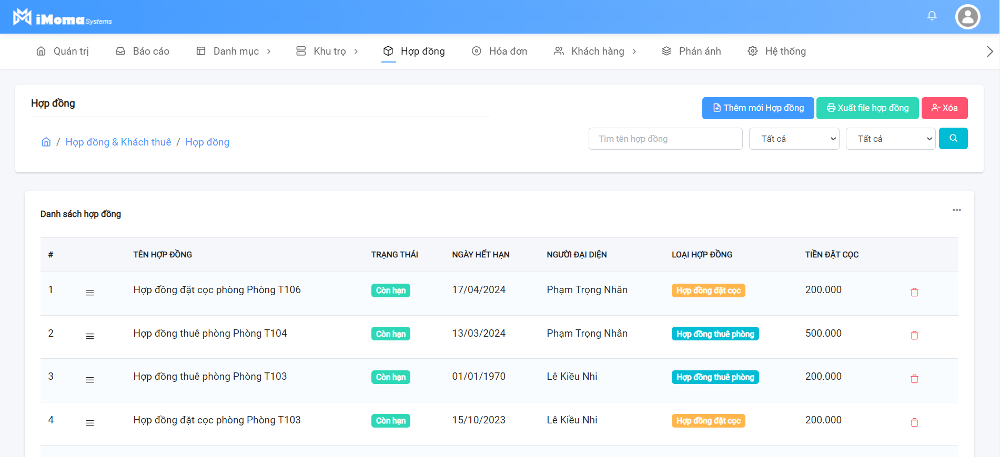 iMoma Systems
Quản trị Báo cáo Danh mục Khu trọ Hợp đồng Hóa đơn Khách hàng Phản ánh Hệ thống
Hợp đồng
Thêm mới Hợp đồng Xuất file hợp đồng Xóa
/ Hợp đồng & Khách thuê / Hợp đồng
Tìm tên hợp đồng Tất cả Tất cả
Danh sách hợp đồng
# TÊN HỢP ĐỒNG TRẠNG THÁI NGÀY HẾT HẠN NGƯỜI ĐẠI DIỆN LOẠI HỢP ĐỒNG TIỀN ĐẶT CỌC
1 Hợp đồng đặt cọc phòng Phòng T106 Còn hạn 17/04/2024 Phạm Trọng Nhân Hợp đồng đặt cọc 200.000
2 Hợp đồng thuê phòng Phòng T104 Còn hạn 13/03/2024 Phạm Trọng Nhân Hợp đồng thuê phòng 500.000
3 Hợp đồng thuê phòng Phòng T103 Còn hạn 01/01/1970 Lê Kiều Nhi Hợp đồng thuê phòng 200.000
4 Hợp đồng đặt cọc phòng Phòng T103 Còn hạn 15/10/2023 Lê Kiều Nhi Hợp đồng đặt cọc 200.000